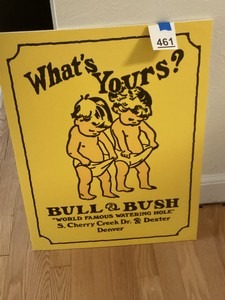 461
What's Yours?
BULL & BUSH
"WORLD FAMOUS WATERING HOLE"
S. Cherry Creek Dr. & Dexter
Denver